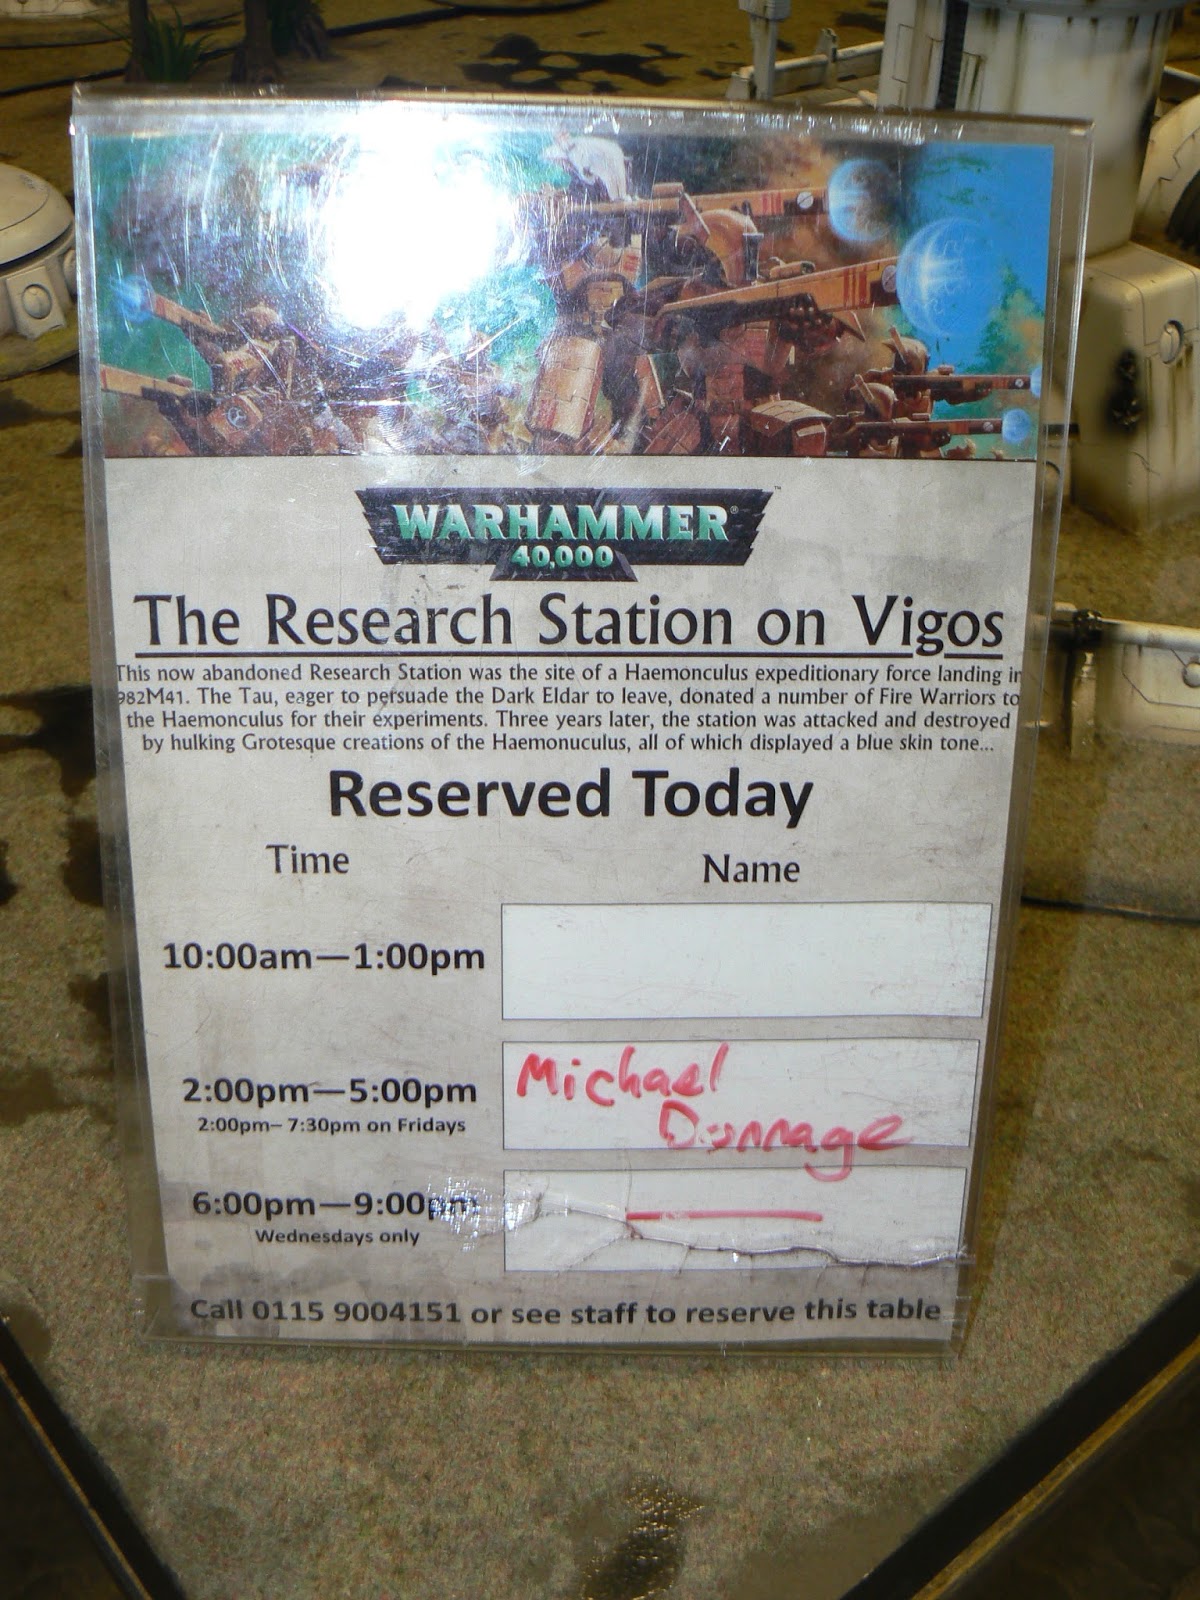 WARHAMMER®™
40,000
The Research Station on Vigos
This now abandoned Research Station was the site of a Haemonculus expeditionary force landing in
982M41. The Tau, eager to persuade the Dark Eldar to leave, donated a number of Fire Warriors to
the Haemonculus for their experiments. Three years later, the station was attacked and destroyed
by hulking Grotesque creations of the Haemonuculus, all of which displayed a blue skin tone...
Reserved Today
Time Name
10:00am—1:00pm
2:00pm—5:00pm Michael
2:00pm– 7:30pm on Fridays
6:00pm—9:00pm
Wednesdays only
Call 0115 9004151 or see staff to reserve this table